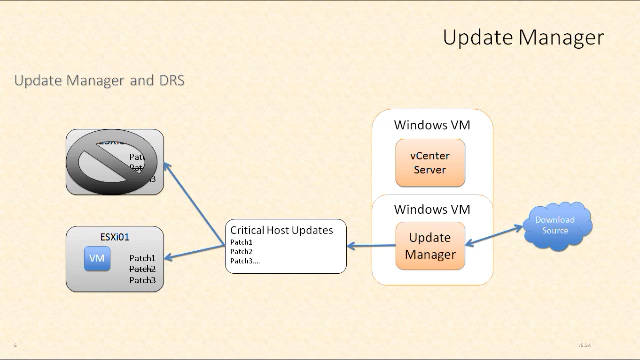 Update Manager
Update Manager and DRS
Windows VM
vCenter
Server
Windows VM
Update
Manager
Download
Source
Critical Host Updates
Patch1
Patch2
Patch3....
ESXi01
VM
Patch1
Patch2
Patch3